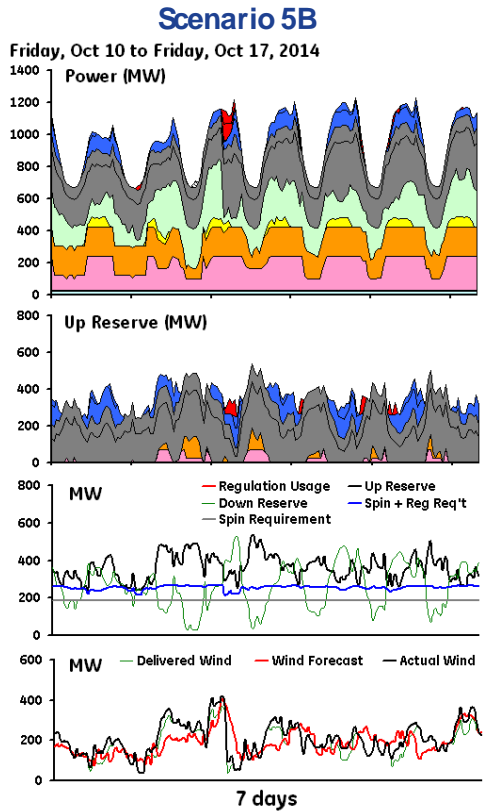 Scenario 5B
Friday, Oct 10 to Friday, Oct 17, 2014
1400
Power (MW)
1200
1000
800
600
400
200
0
800
Up Reserve (MW)
600
400
200
0
800
MW
Regulation Usage
Up Reserve
Down Reserve
Spin + Reg Req't
Spin Requirement
600
400
200
0
600
MW
Delivered Wind
Wind Forecast
Actual Wind
400
200
0
7 days